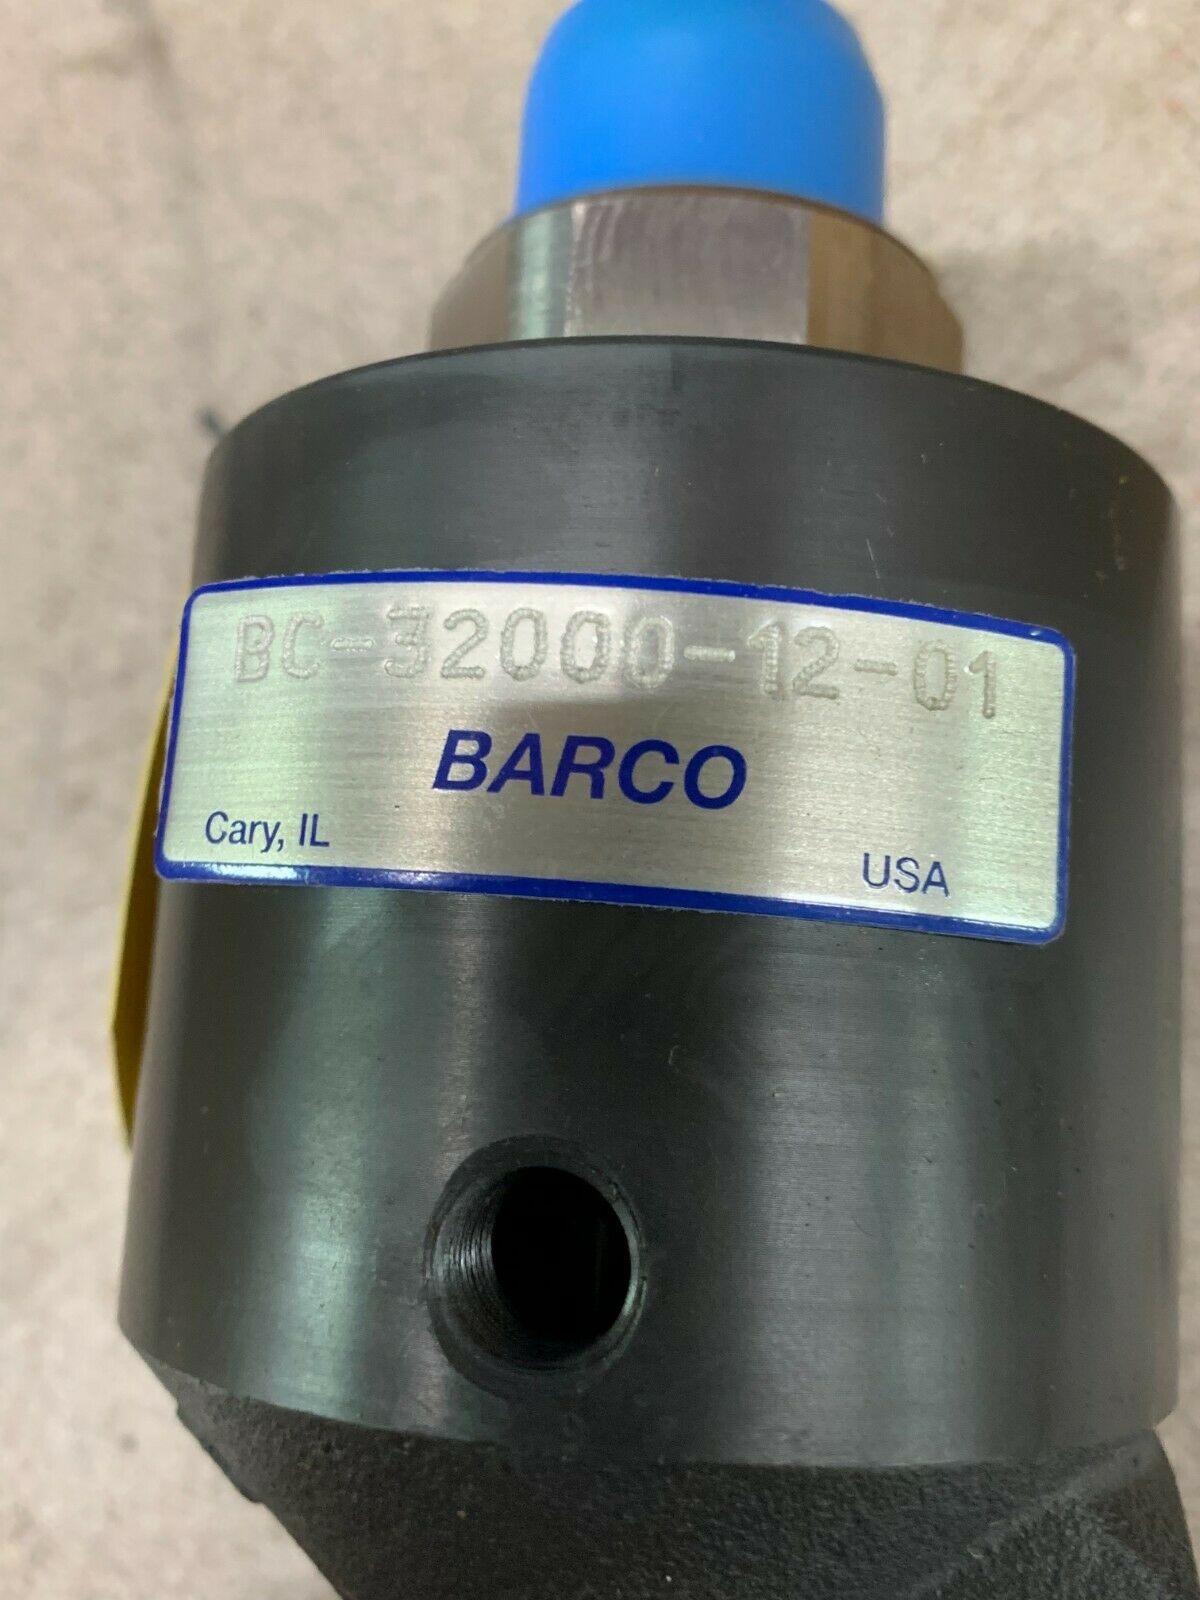 BC-32000-12-01
BARCO
Cary, IL
USA